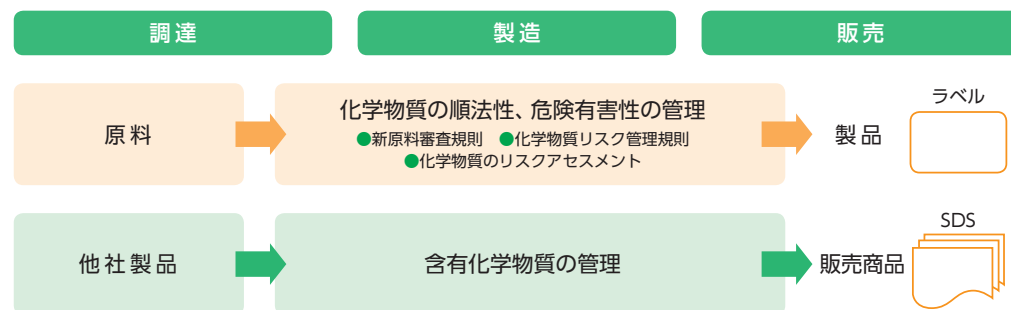 調達
製造
販売
原料
化学物質の順法性、危険有害性の管理
●新原料審査規則 ●化学物質リスク管理規則
●化学物質のリスクアセスメント
製品
ラベル
他社製品
含有化学物質の管理
販売商品
SDS